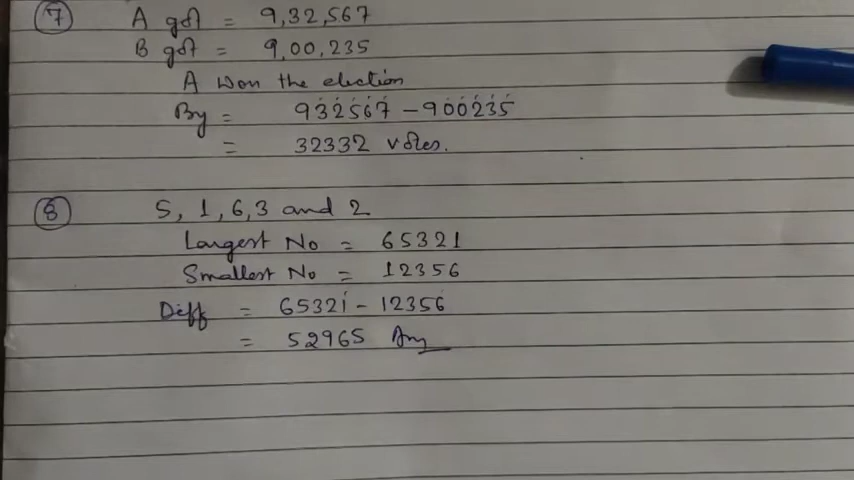 7 A got = 9,32,567
B got = 9,00,235
A won the election
By = 932567 - 900235
= 32332 votes.
8 5, 1, 6, 3 and 2
Largest No = 65321
Smallest No = 12356
Diff = 65321 - 12356
= 52965 Ans